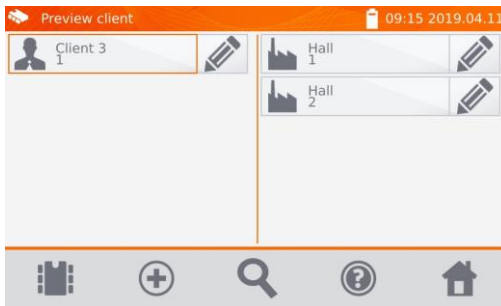 Preview client
09:15 2019.04.11
Client 3
1
Hall
1
Hall
2